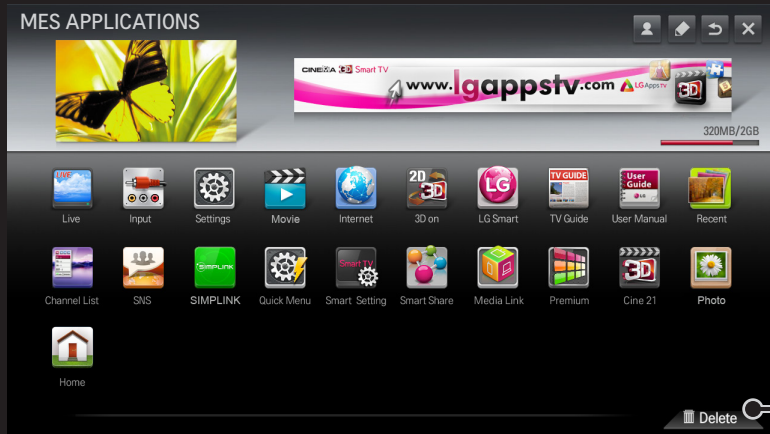 MES APPLICATIONS
CINEMA 3D Smart TV
www.lgappstv.com LG Apps TV
3D
320MB/2GB
LIVE
2D
3D
LG
TV GUIDE
User
Guide
LG
Live Input Settings Movie Internet 3D on LG Smart TV Guide User Manual Recent
SIMPLINK
Smart TV
3D
Channel List SNS SIMPLINK Quick Menu Smart Setting Smart Share Media Link Premium Cine 21 Photo
Home
Delete